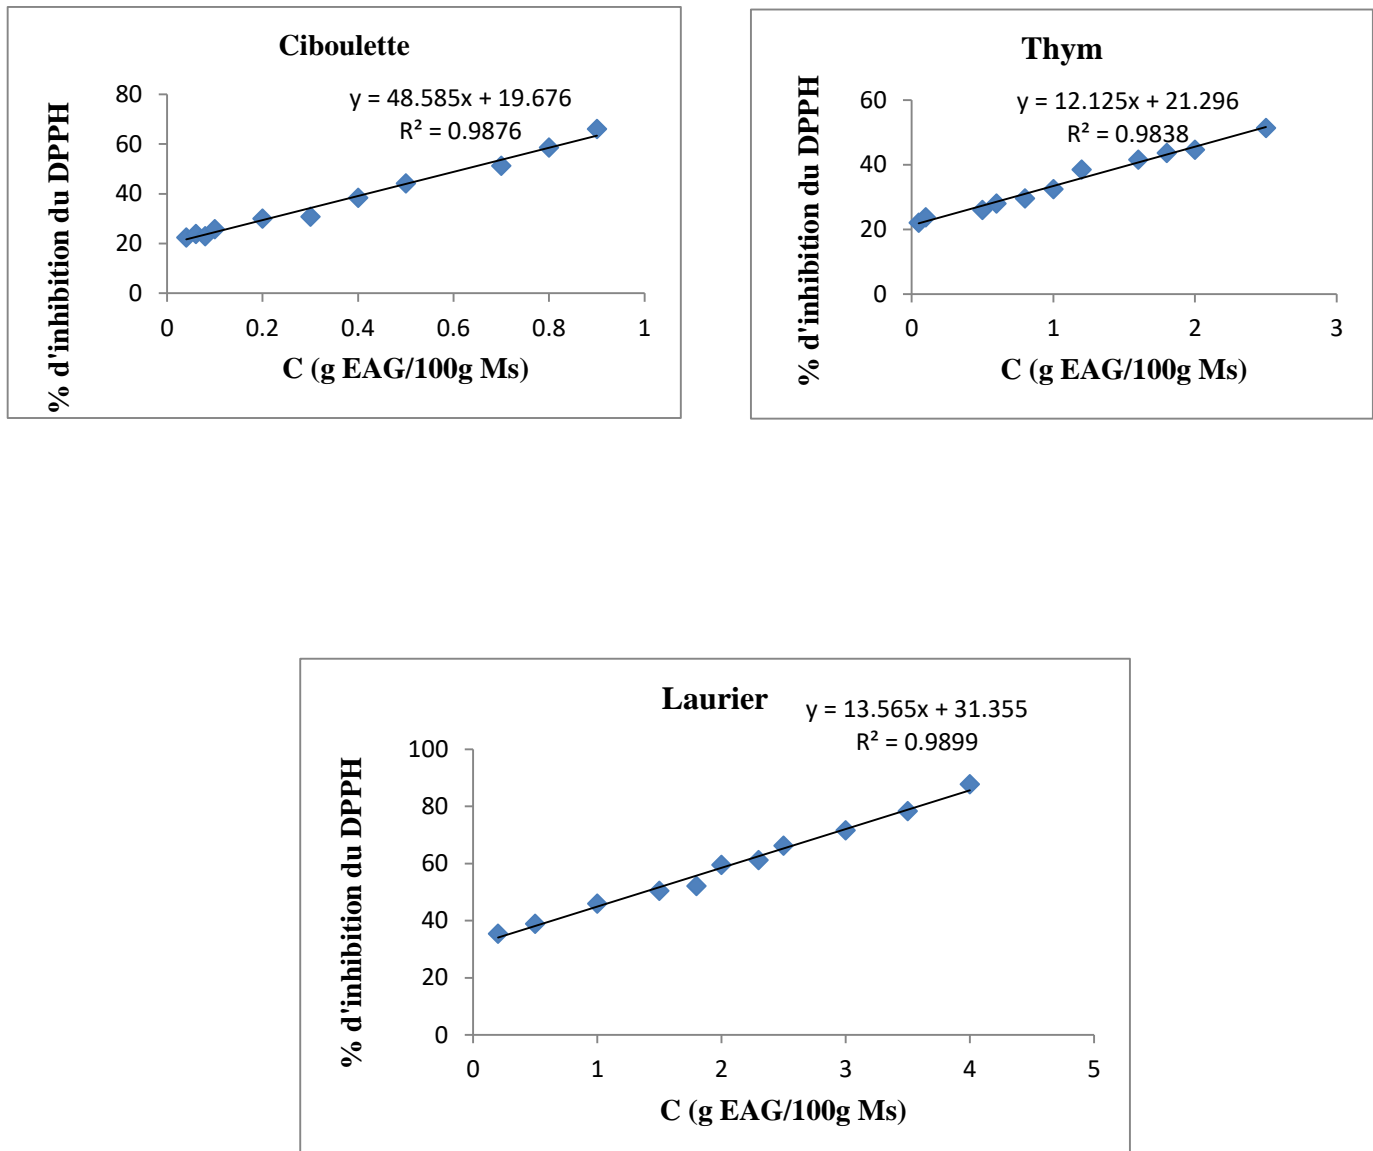 Ciboulette
y = 48.585x + 19.676
R² = 0.9876
% d'inhibition du DPPH
80
60
40
20
0
0 0.2 0.4 0.6 0.8 1
C (g EAG/100g Ms)
Thym
y = 12.125x + 21.296
R² = 0.9838
% d'inhibition du DPPH
60
40
20
0
0 1 2 3
C (g EAG/100g Ms)
Laurier
y = 13.565x + 31.355
R² = 0.9899
% d'inhibition du DPPH
100
80
60
40
20
0
0 1 2 3 4 5
C (g EAG/100g Ms)